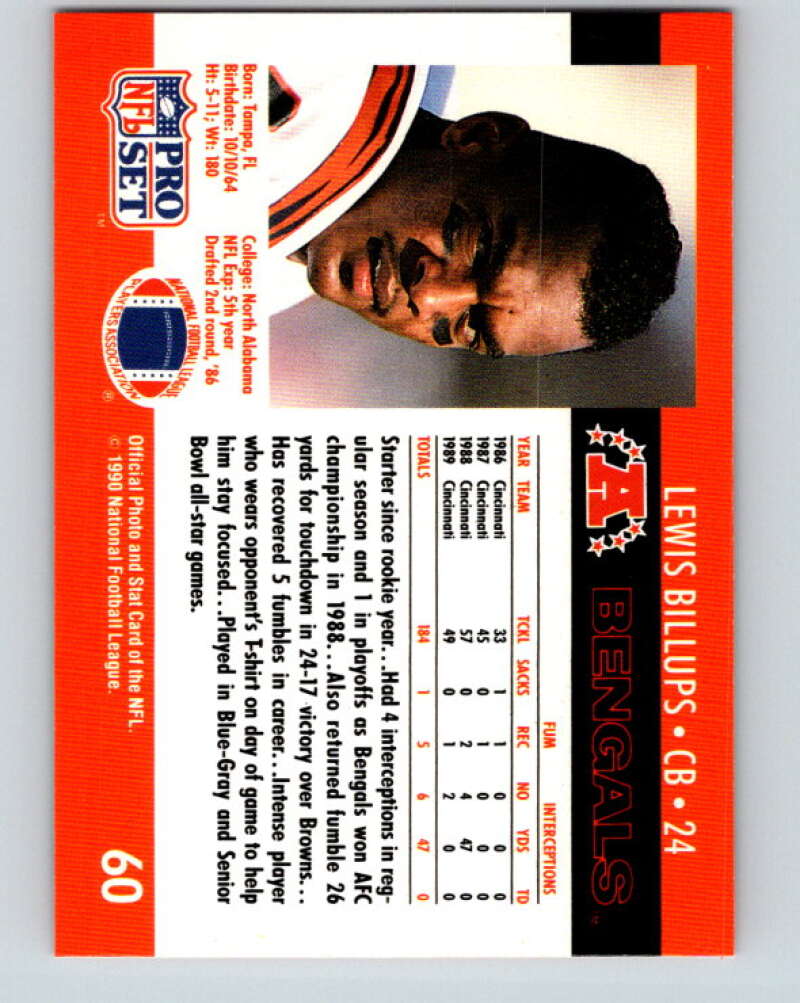 LEWIS BILLUPS • CB • 24
A BENGALS TM
FUM INTERCEPTIONS
YEAR TEAM TCKL SACKS REC NO YDS TD
1986 Cincinnati 33 1 1 0 0 0
1987 Cincinnati 45 0 1 0 0 0
1988 Cincinnati 57 0 2 4 47 0
1989 Cincinnati 49 0 1 2 0 0
TOTALS 184 1 5 6 47 0
Starter since rookie year...Had 4 interceptions in reg-
ular season and 1 in playoffs as Bengals won AFC
championship in 1988...Also returned fumble 26
yards for touchdown in 24-17 victory over Browns...
Has recovered 5 fumbles in career...Intense player
who wears opponent's T-shirt on day of game to help
him stay focused...Played in Blue-Gray and Senior
Bowl all-star games.
Born: Tampa, FL
Birthdate: 10/10/64
Ht: 5-11; Wt: 180
College: North Alabama
NFL Exp: 5th year
Drafted 2nd round, '86
NFL PRO SET TM
NATIONAL FOOTBALL LEAGUE
PLAYERS ASSOCIATION ®
Official Photo and Stat Card of the NFL.
© 1990 National Football League.
60